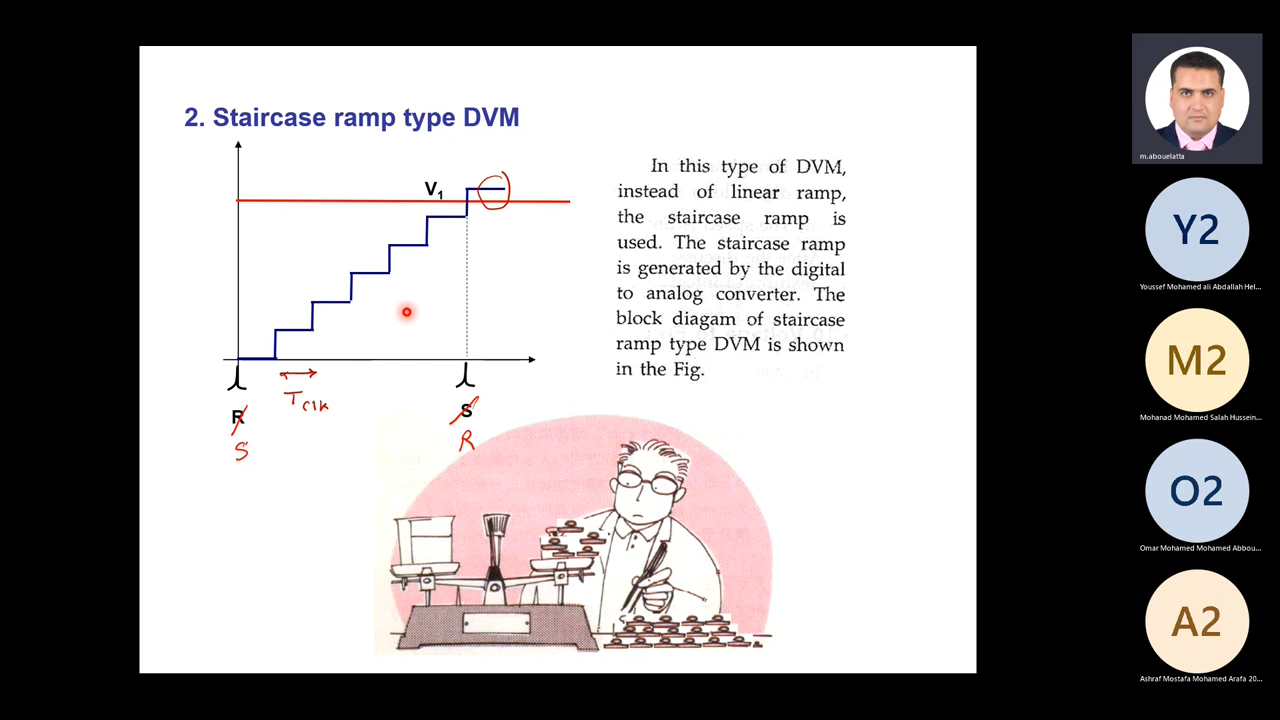 2. Staircase ramp type DVM
V1
In this type of DVM,
instead of linear ramp,
the staircase ramp is
used. The staircase ramp
is generated by the digital
to analog converter. The
block diagam of staircase
ramp type DVM is shown
in the Fig.
Tclk
R
S
S
R
m.abouelatta
Y2
Youssef Mohamed ali Abdallah Hel...
M2
Mohanad Mohamed Salah Hussein...
O2
Omar Mohamed Mohamed Abbou...
A2
Ashraf Mostafa Mohamed Arafa 20...